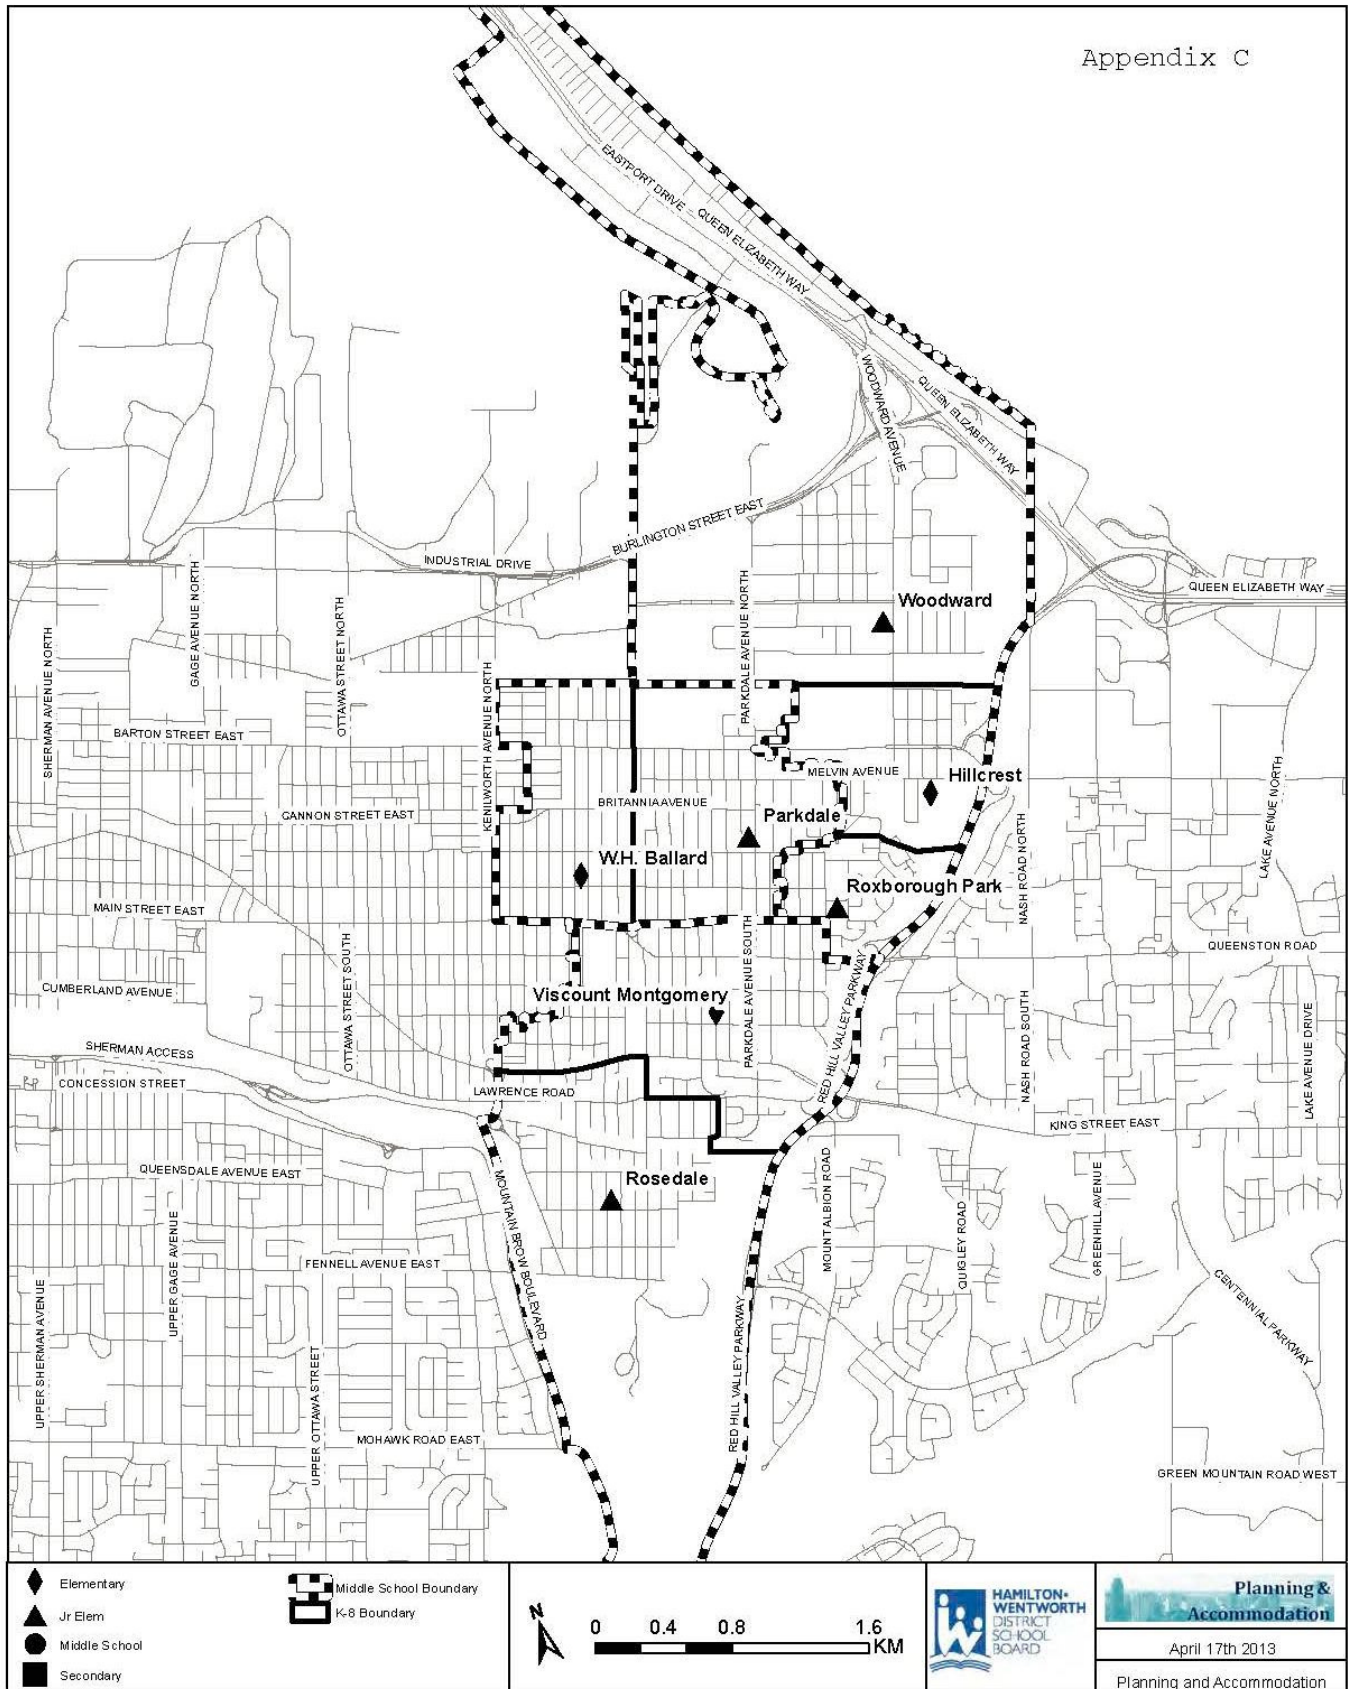 Appendix C
EASTPORT DRIVE
QUEEN ELIZABETH WAY
WOODWARD AVENUE
QUEEN ELIZABETH WAY
BURLINGTON STREET EAST
INDUSTRIAL DRIVE
QUEEN ELIZABETH WAY
Woodward
SHERMAN AVENUE NORTH
GAGE AVENUE NORTH
OTTAWA STREET NORTH
KENILWORTH AVENUE NORTH
PARKDALE AVENUE NORTH
BARTON STREET EAST
MELVIN AVENUE
Hillcrest
BRITANNIA AVENUE
CANNON STREET EAST
Parkdale
LAKE AVENUE NORTH
NASH ROAD NORTH
W.H. Ballard
Roxborough Park
MAIN STREET EAST
QUEENSTON ROAD
OTTAWA STREET SOUTH
PARKDALE AVENUE SOUTH
CUMBERLAND AVENUE
Viscount Montgomery
RED HILL VALLEY PARKWAY
NASH ROAD SOUTH
LAKE AVENUE DRIVE
SHERMAN ACCESS
CONCESSION STREET
LAWRENCE ROAD
KING STREET EAST
QUEENSDALE AVENUE EAST
Rosedale
MOUNTAIN BROW BOULEVARD
MOUNT ALBION ROAD
QUIGLEY ROAD
GREENHILL AVENUE
UPPER GAGE AVENUE
FENNELL AVENUE EAST
CENTENNIAL PARKWAY
UPPER SHERMAN AVENUE
UPPER OTTAWA STREET
RED HILL VALLEY PARKWAY
MOHAWK ROAD EAST
GREEN MOUNTAIN ROAD WEST
Elementary
Jr Elem
Middle School
Secondary
Middle School Boundary
K-8 Boundary
N
0 0.4 0.8 1.6
KM
HAMILTON-
WENTWORTH
DISTRICT
SCHOOL
BOARD
Planning &
Accommodation
April 17th 2013
Planning and Accommodation